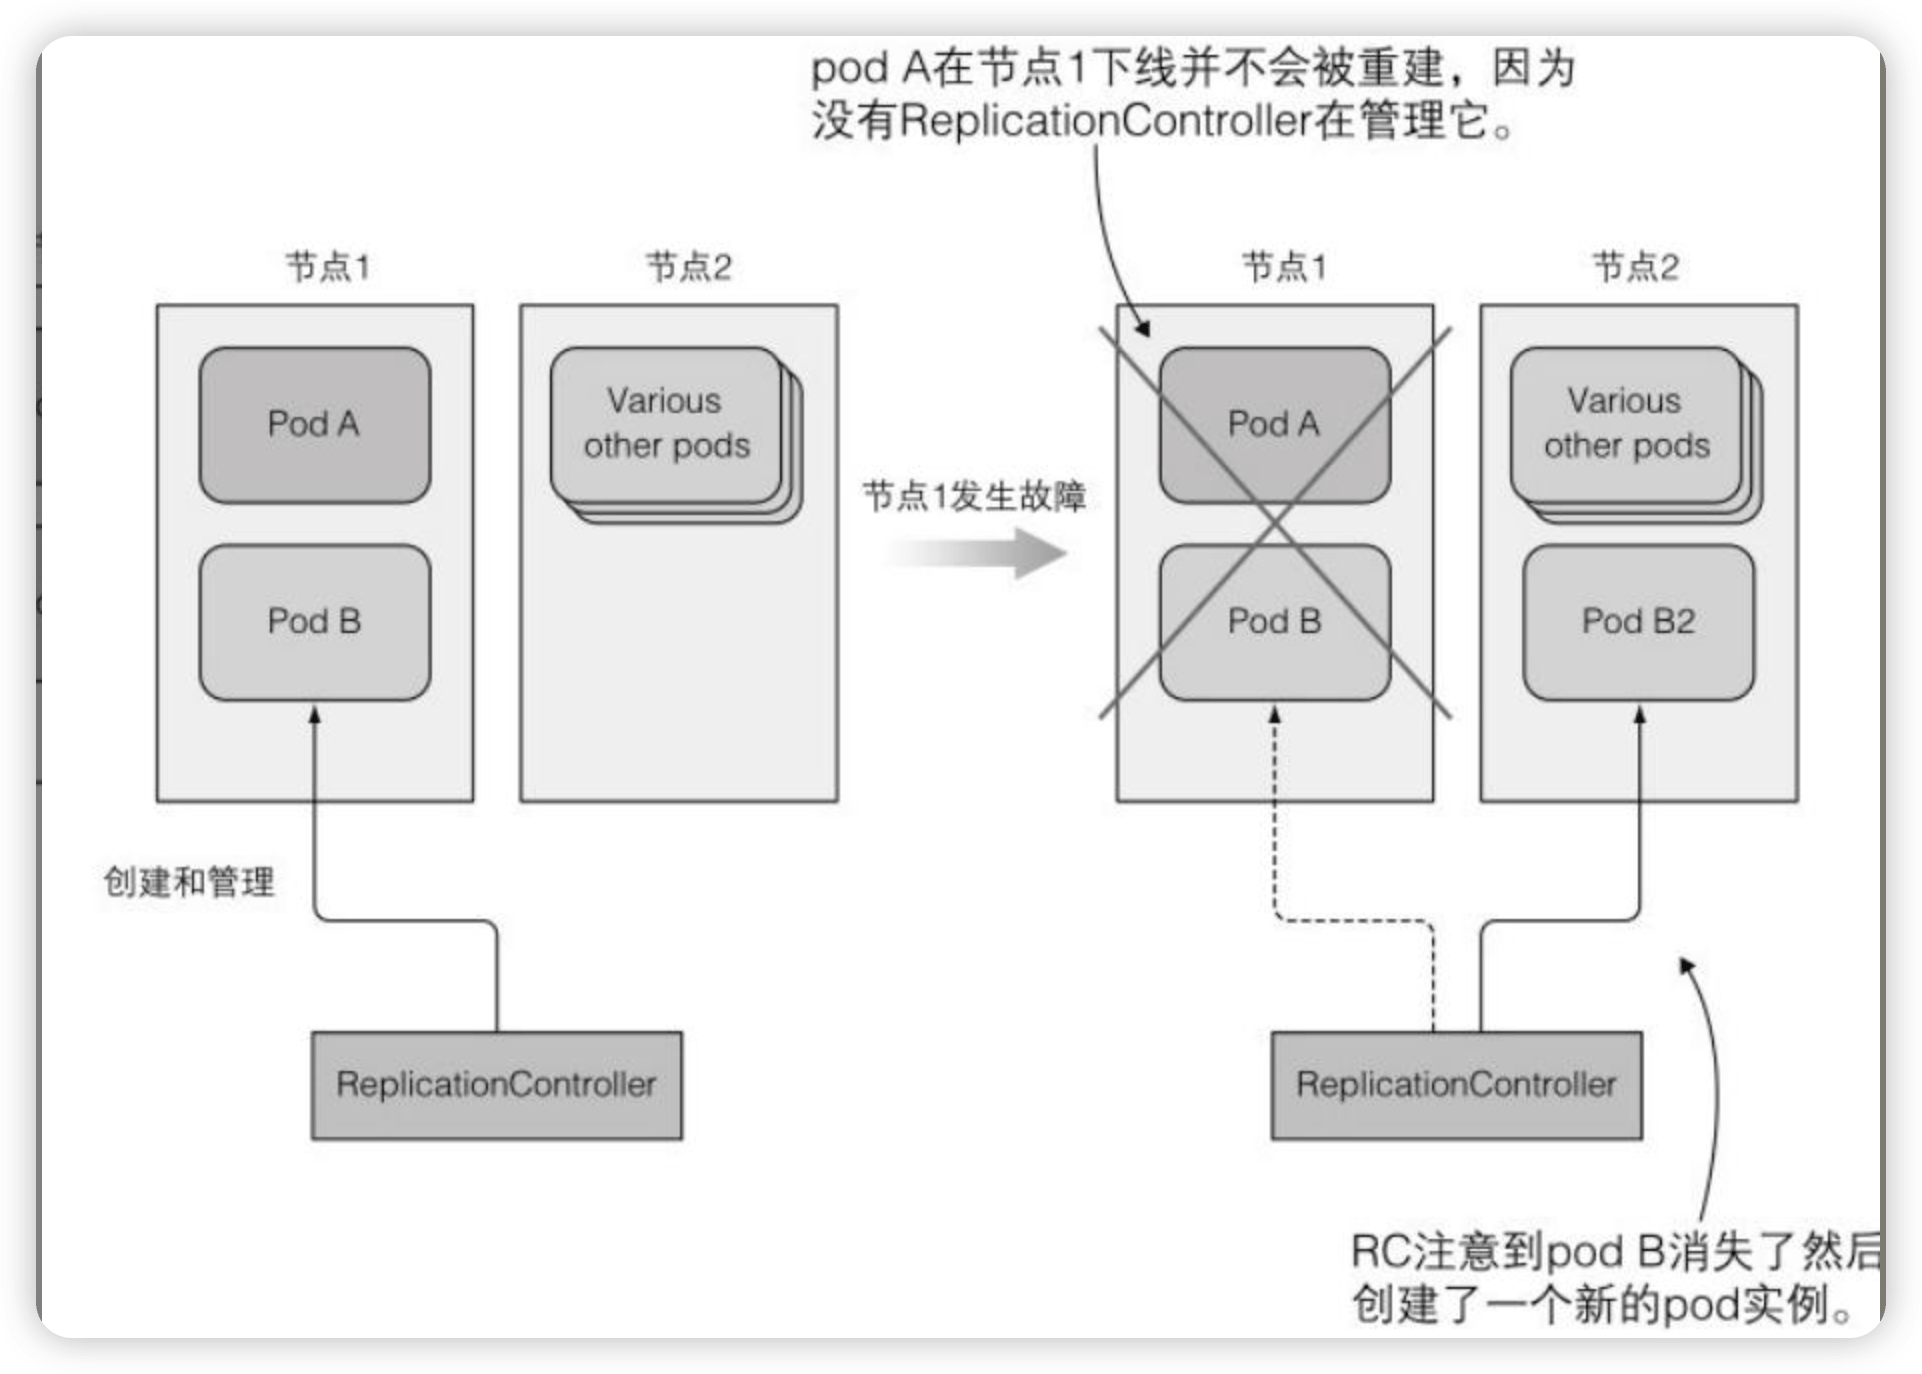 pod A在节点1下线并不会被重建，因为
没有ReplicationController在管理它。
节点1
节点2
节点1
节点2
Pod A
Various
other pods
Pod B
节点1发生故障
Pod A
Various
other pods
Pod B
Pod B2
创建和管理
ReplicationController
ReplicationController
RC注意到pod B消失了然后
创建了一个新的pod实例。